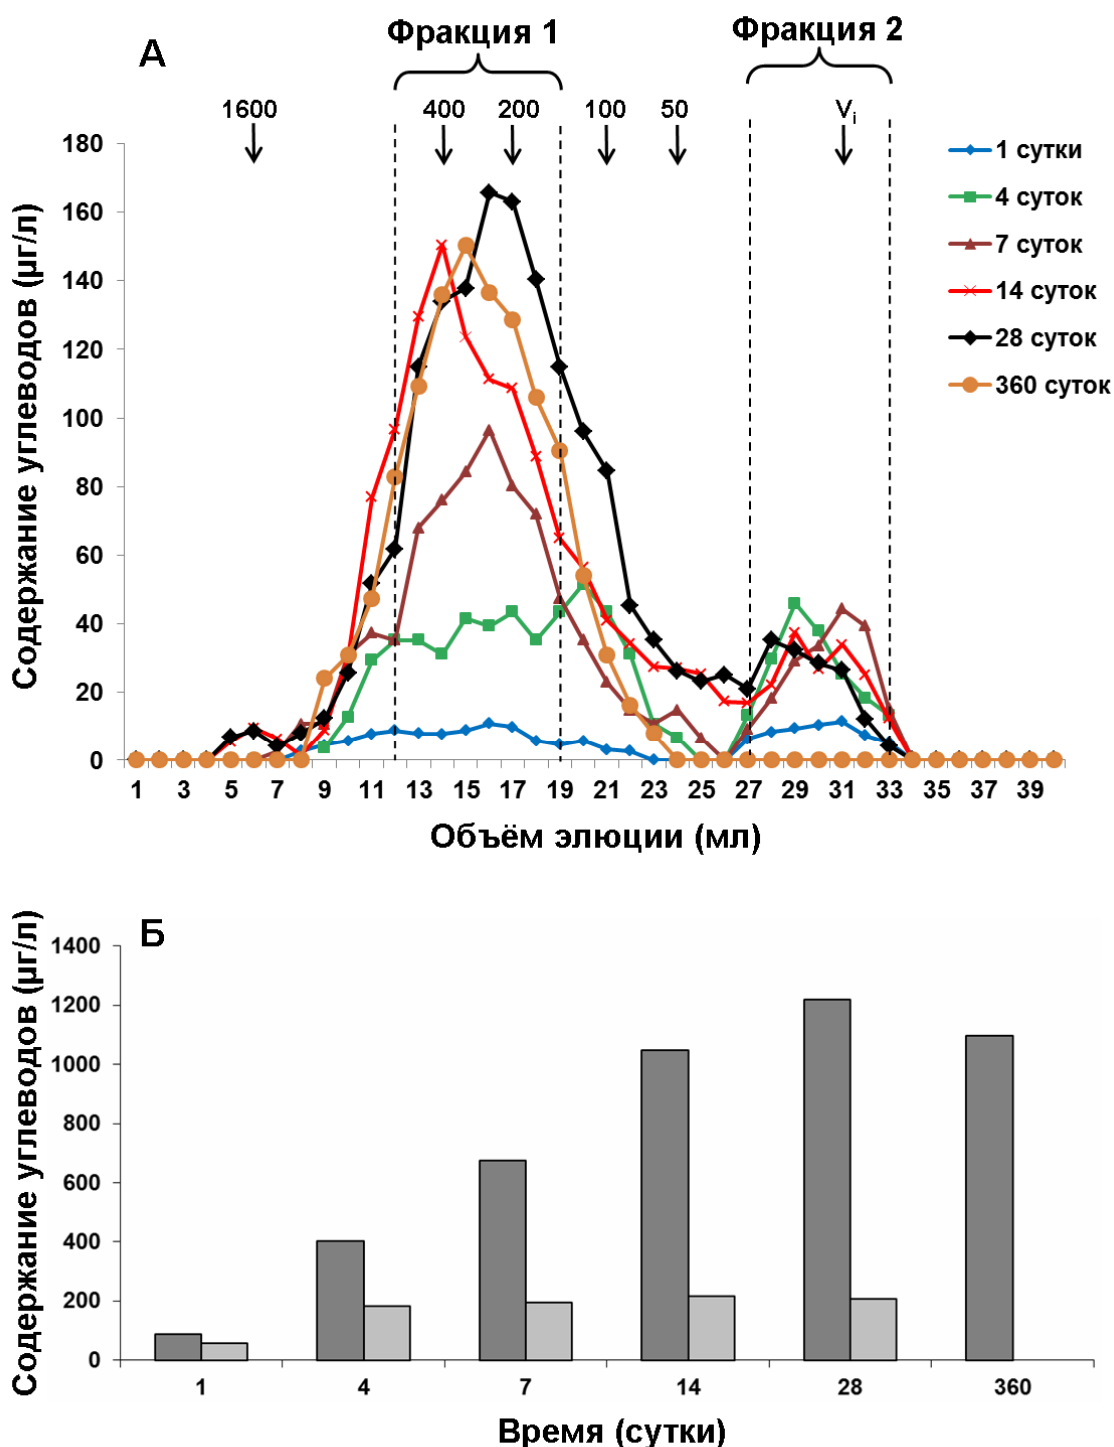 Фракция 1
Фракция 2
А
1600
400
200
100
50
Vi
180
160
140
120
100
80
60
40
20
0
Содержание углеводов (µг/л)
1 сутки
4 суток
7 суток
14 суток
28 суток
360 суток
1 3 5 7 9 11 13 15 17 19 21 23 25 27 29 31 33 35 37 39
Объём элюции (мл)
Б
1400
1200
1000
800
600
400
200
0
Содержание углеводов (µг/л)
1 4 7 14 28 360
Время (сутки)